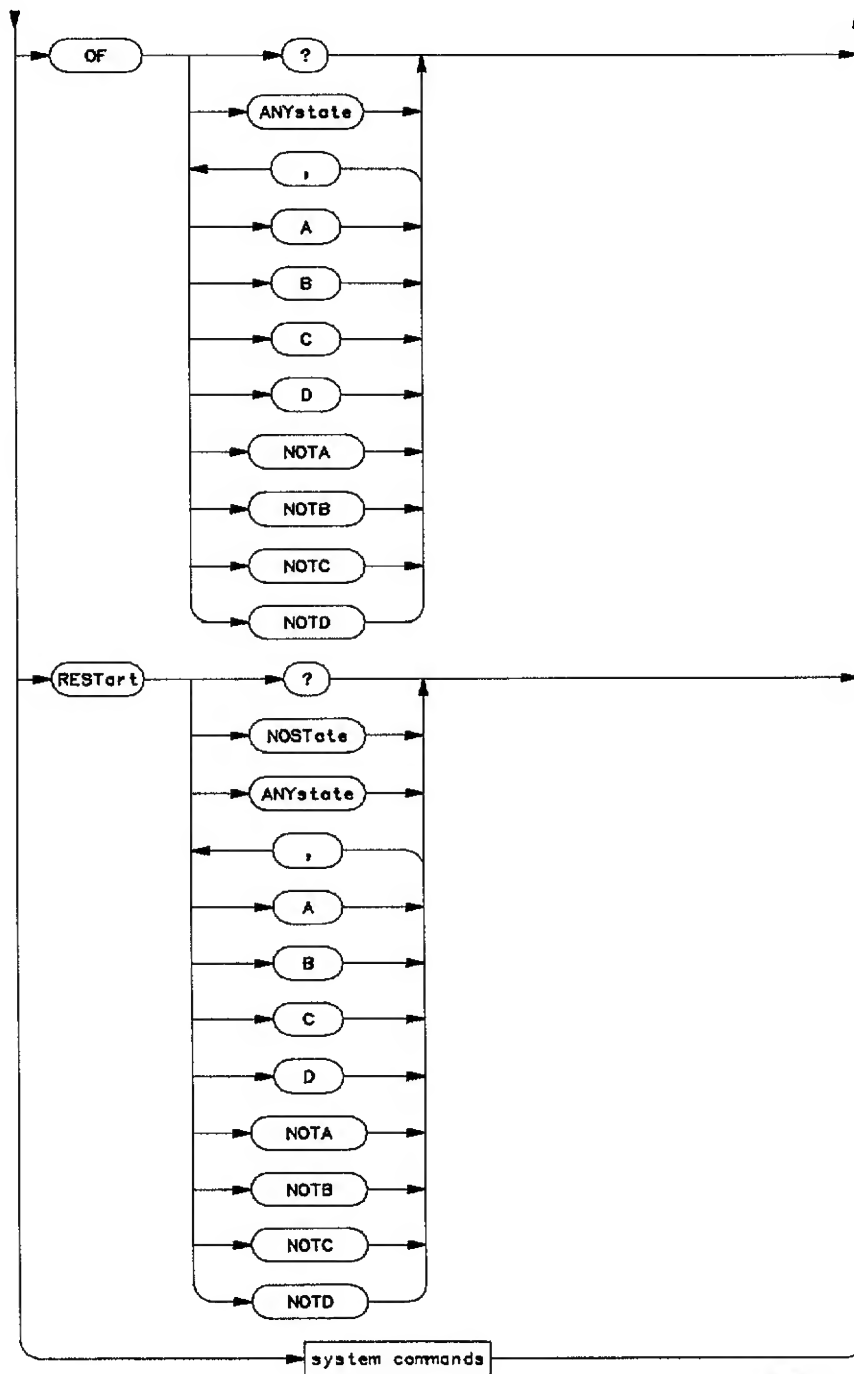 OF
?
ANYstate
,
A
B
C
D
NOTA
NOTB
NOTC
NOTD
RESTart
?
NOSTate
ANYstate
,
A
B
C
D
NOTA
NOTB
NOTC
NOTD
system commands